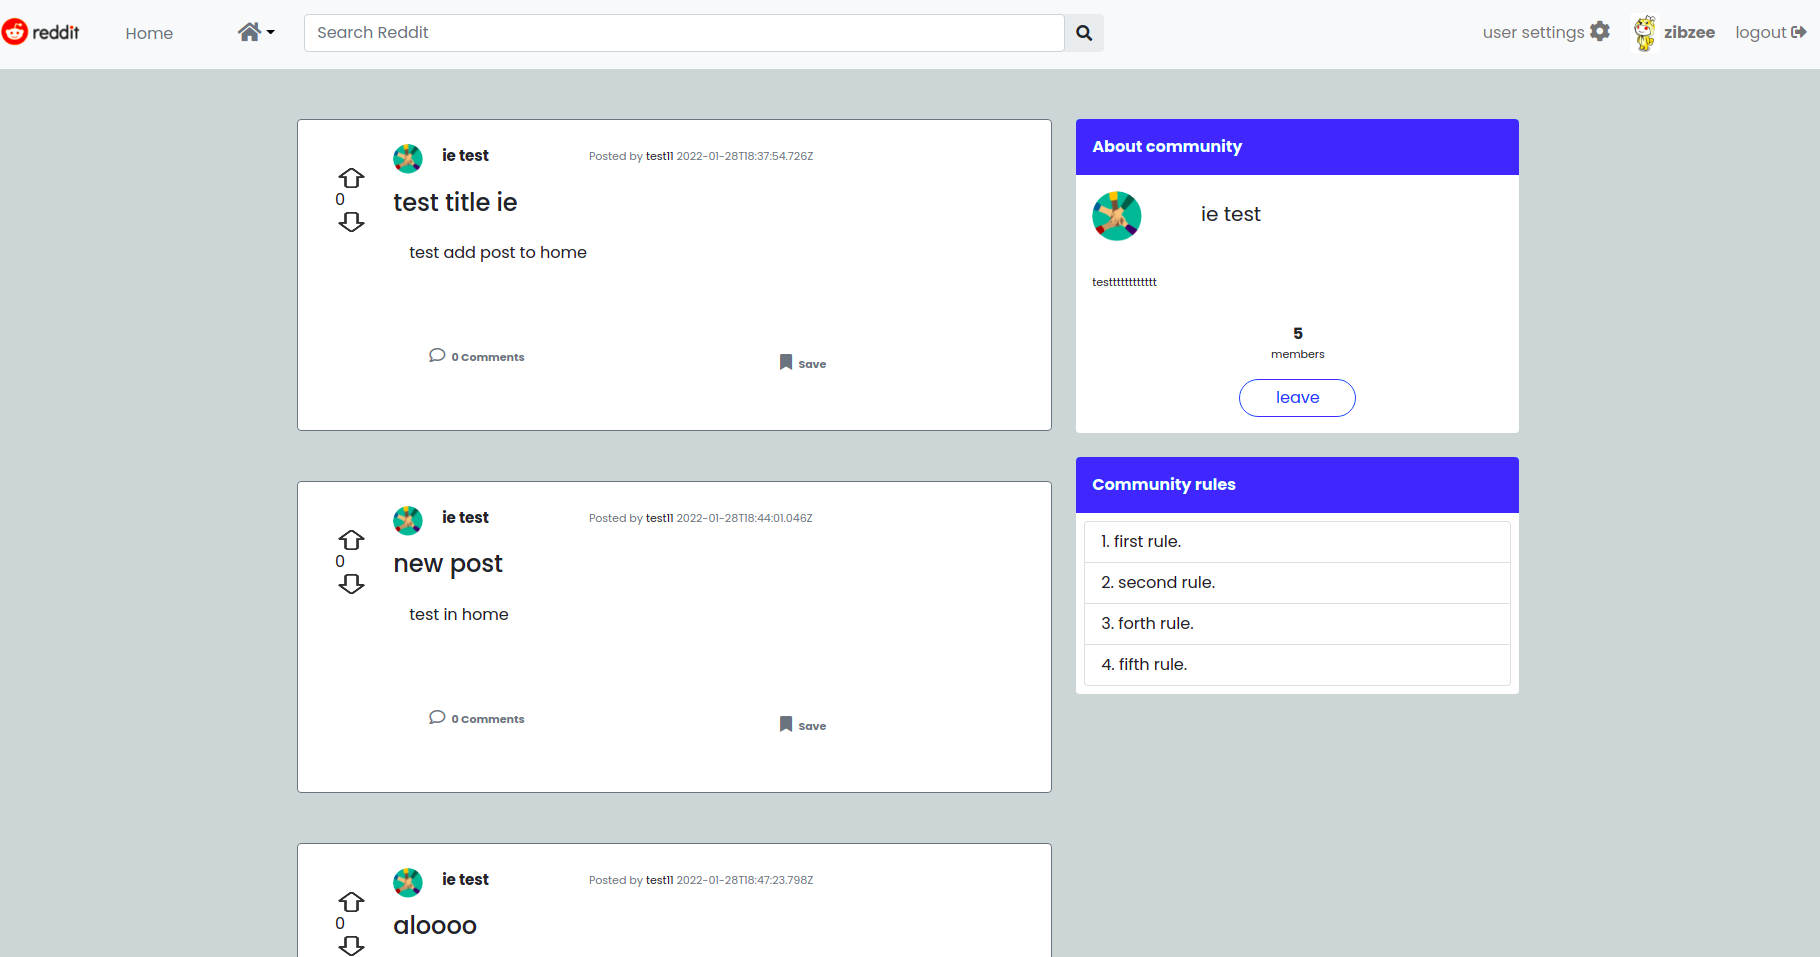 reddit Home Search Reddit user settings zibzee logout
ie test Posted by test11 2022-01-28T18:37:54.726Z
0
test title ie
test add post to home
0 Comments Save
ie test Posted by test11 2022-01-28T18:44:01.046Z
0
new post
test in home
0 Comments Save
ie test Posted by test11 2022-01-28T18:47:23.798Z
0
aloooo
About community
ie test
testttttttttttt
5
members
leave
Community rules
1. first rule.
2. second rule.
3. forth rule.
4. fifth rule.